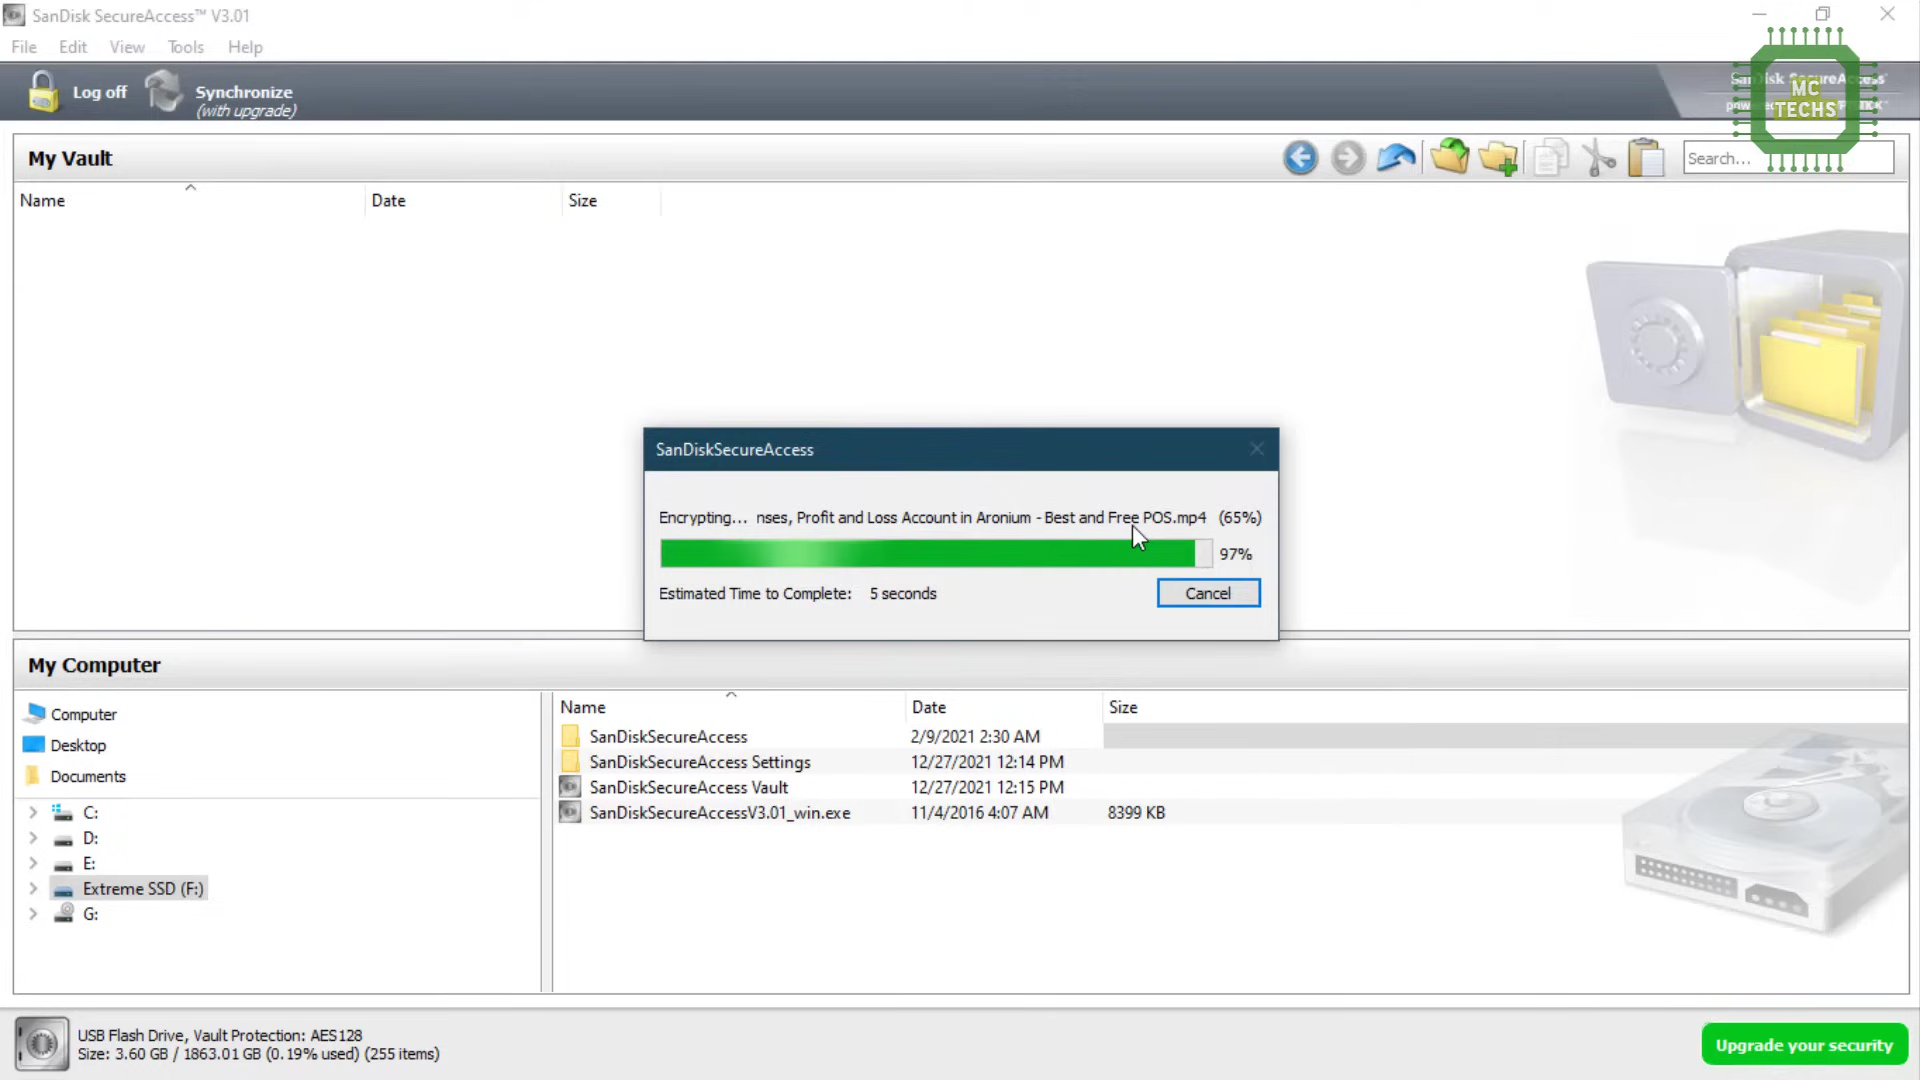 SanDisk SecureAccess™ V3.01
File Edit View Tools Help
Log off
Synchronize
(with upgrade)
MC
TECHS
My Vault
Search...
Name Date Size
SanDiskSecureAccess
Encrypting... nses, Profit and Loss Account in Aronium - Best and Free POS.mp4 (65%)
97%
Estimated Time to Complete: 5 seconds
Cancel
My Computer
Computer
Desktop
Documents
C:
D:
E:
Extreme SSD (F:)
G:
Name Date Size
SanDiskSecureAccess 2/9/2021 2:30 AM
SanDiskSecureAccess Settings 12/27/2021 12:14 PM
SanDiskSecureAccess Vault 12/27/2021 12:15 PM
SanDiskSecureAccessV3.01_win.exe 11/4/2016 4:07 AM 8399 KB
USB Flash Drive, Vault Protection: AES128
Size: 3.60 GB / 1863.01 GB (0.19% used) (255 items)
Upgrade your security